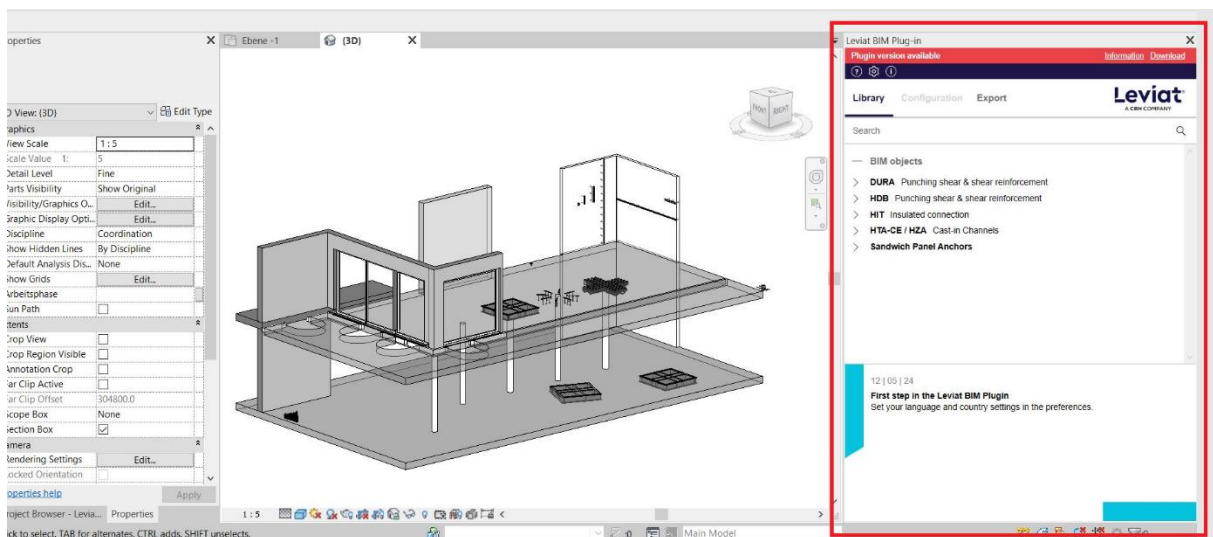 operties
D View: {3D}
Edit Type
raphics
View Scale 1 : 5
Scale Value 1: 5
Detail Level Fine
Parts Visibility Show Original
Visibility/Graphics O... Edit...
Graphic Display Opti... Edit...
Discipline Coordination
Show Hidden Lines By Discipline
Default Analysis Dis... None
Show Grids Edit...
Arbeitsphase
Sun Path
xtents
Crop View
Crop Region Visible
Annotation Crop
Far Clip Active
Far Clip Offset 304800.0
Scope Box None
Section Box
amera
Rendering Settings Edit...
Locked Orientation
roperties help Apply
roject Browser - Levia... Properties
ick to select, TAB for alternates, CTRL adds, SHIFT unselects.
Ebene -1 {3D}
FRONT RIGHT
1 : 5
:0 Main Model
Leviat BIM Plug-in
Plugin version available Information Download
Library Configuration Export
Leviat
A CRH COMPANY
Search
BIM objects
DURA Punching shear & shear reinforcement
HDB Punching shear & shear reinforcement
HIT Insulated connection
HTA-CE / HZA Cast-in Channels
Sandwich Panel Anchors
12 | 05 | 24
First step in the Leviat BIM Plugin
Set your language and country settings in the preferences.